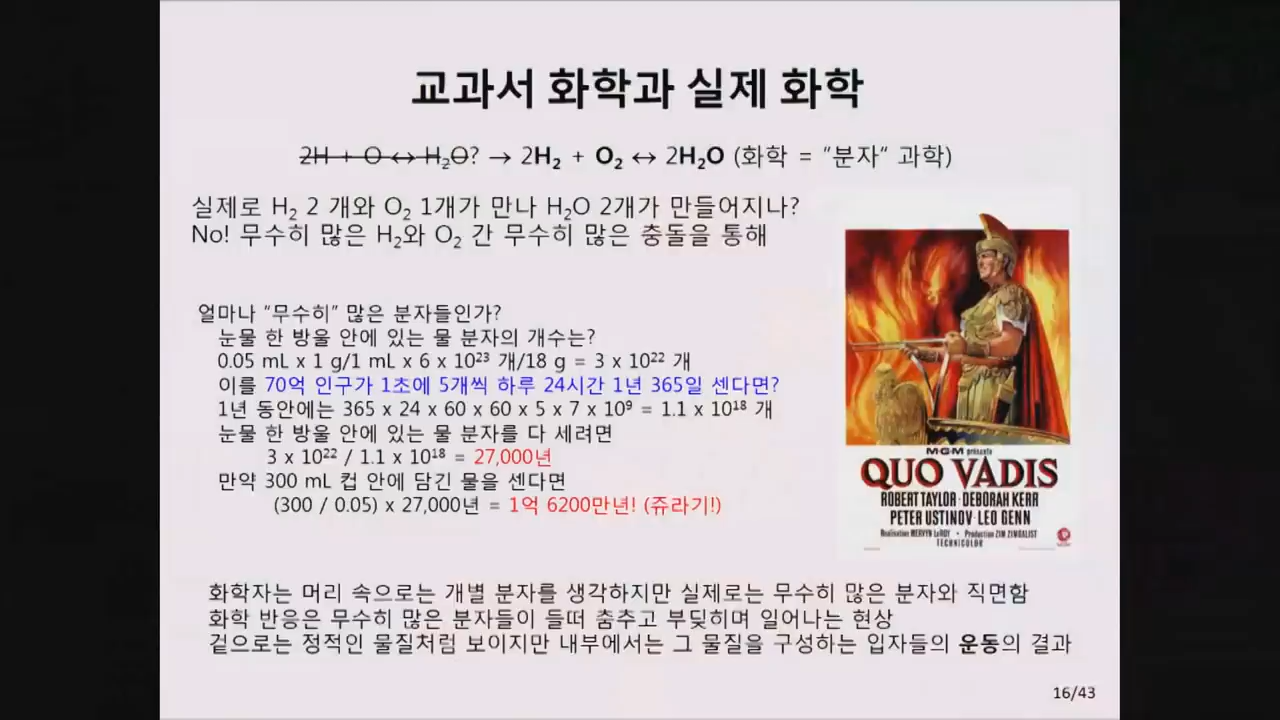 교과서 화학과 실제 화학
2H + O ↔ H₂O? → 2H₂ + O₂ ↔ 2H₂O (화학 = "분자" 과학)
실제로 H₂ 2 개와 O₂ 1개가 만나 H₂O 2개가 만들어지나?
No! 무수히 많은 H₂와 O₂ 간 무수히 많은 충돌을 통해
얼마나 "무수히" 많은 분자들인가?
눈물 한 방울 안에 있는 물 분자의 개수는?
0.05 mL x 1 g/1 mL x 6 x 10²³ 개/18 g = 3 x 10²² 개
이를 70억 인구가 1초에 5개씩 하루 24시간 1년 365일 센다면?
1년 동안에는 365 x 24 x 60 x 60 x 5 x 7 x 10⁹ = 1.1 x 10¹⁸ 개
눈물 한 방울 안에 있는 물 분자를 다 세려면
3 x 10²² / 1.1 x 10¹⁸ = 27,000년
만약 300 mL 컵 안에 담긴 물을 센다면
(300 / 0.05) x 27,000년 = 1억 6200만년! (쥬라기!)
M·G·M présente
QUO VADIS
ROBERT TAYLOR · DEBORAH KERR
PETER USTINOV · LEO GENN
Réalisation MERVYN LeROY • Production ZIM ZIMBALIST
TECHNICOLOR
화학자는 머리 속으로는 개별 분자를 생각하지만 실제로는 무수히 많은 분자와 직면함
화학 반응은 무수히 많은 분자들이 들떠 춤추고 부딪히며 일어나는 현상
겉으로는 정적인 물질처럼 보이지만 내부에서는 그 물질을 구성하는 입자들의 운동의 결과
16/43